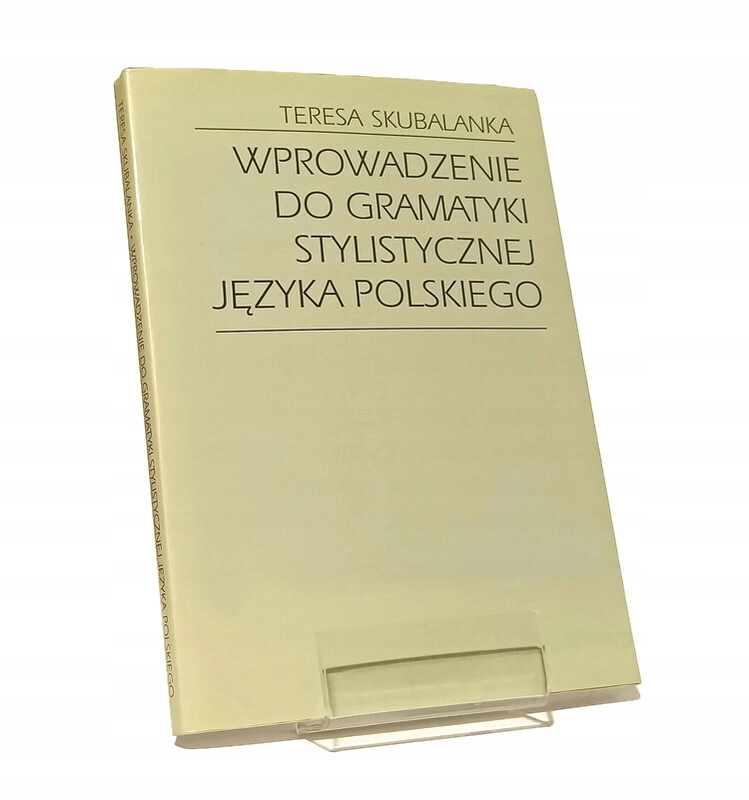 TERESA SKUBALANKA
WPROWADZENIE
DO GRAMATYKI
STYLISTYCZNEJ
JĘZYKA POLSKIEGO
TERESA SKUBALANKA • WPROWADZENIE DO GRAMATYKI STYLISTYCZNEJ JĘZYKA POLSKIEGO